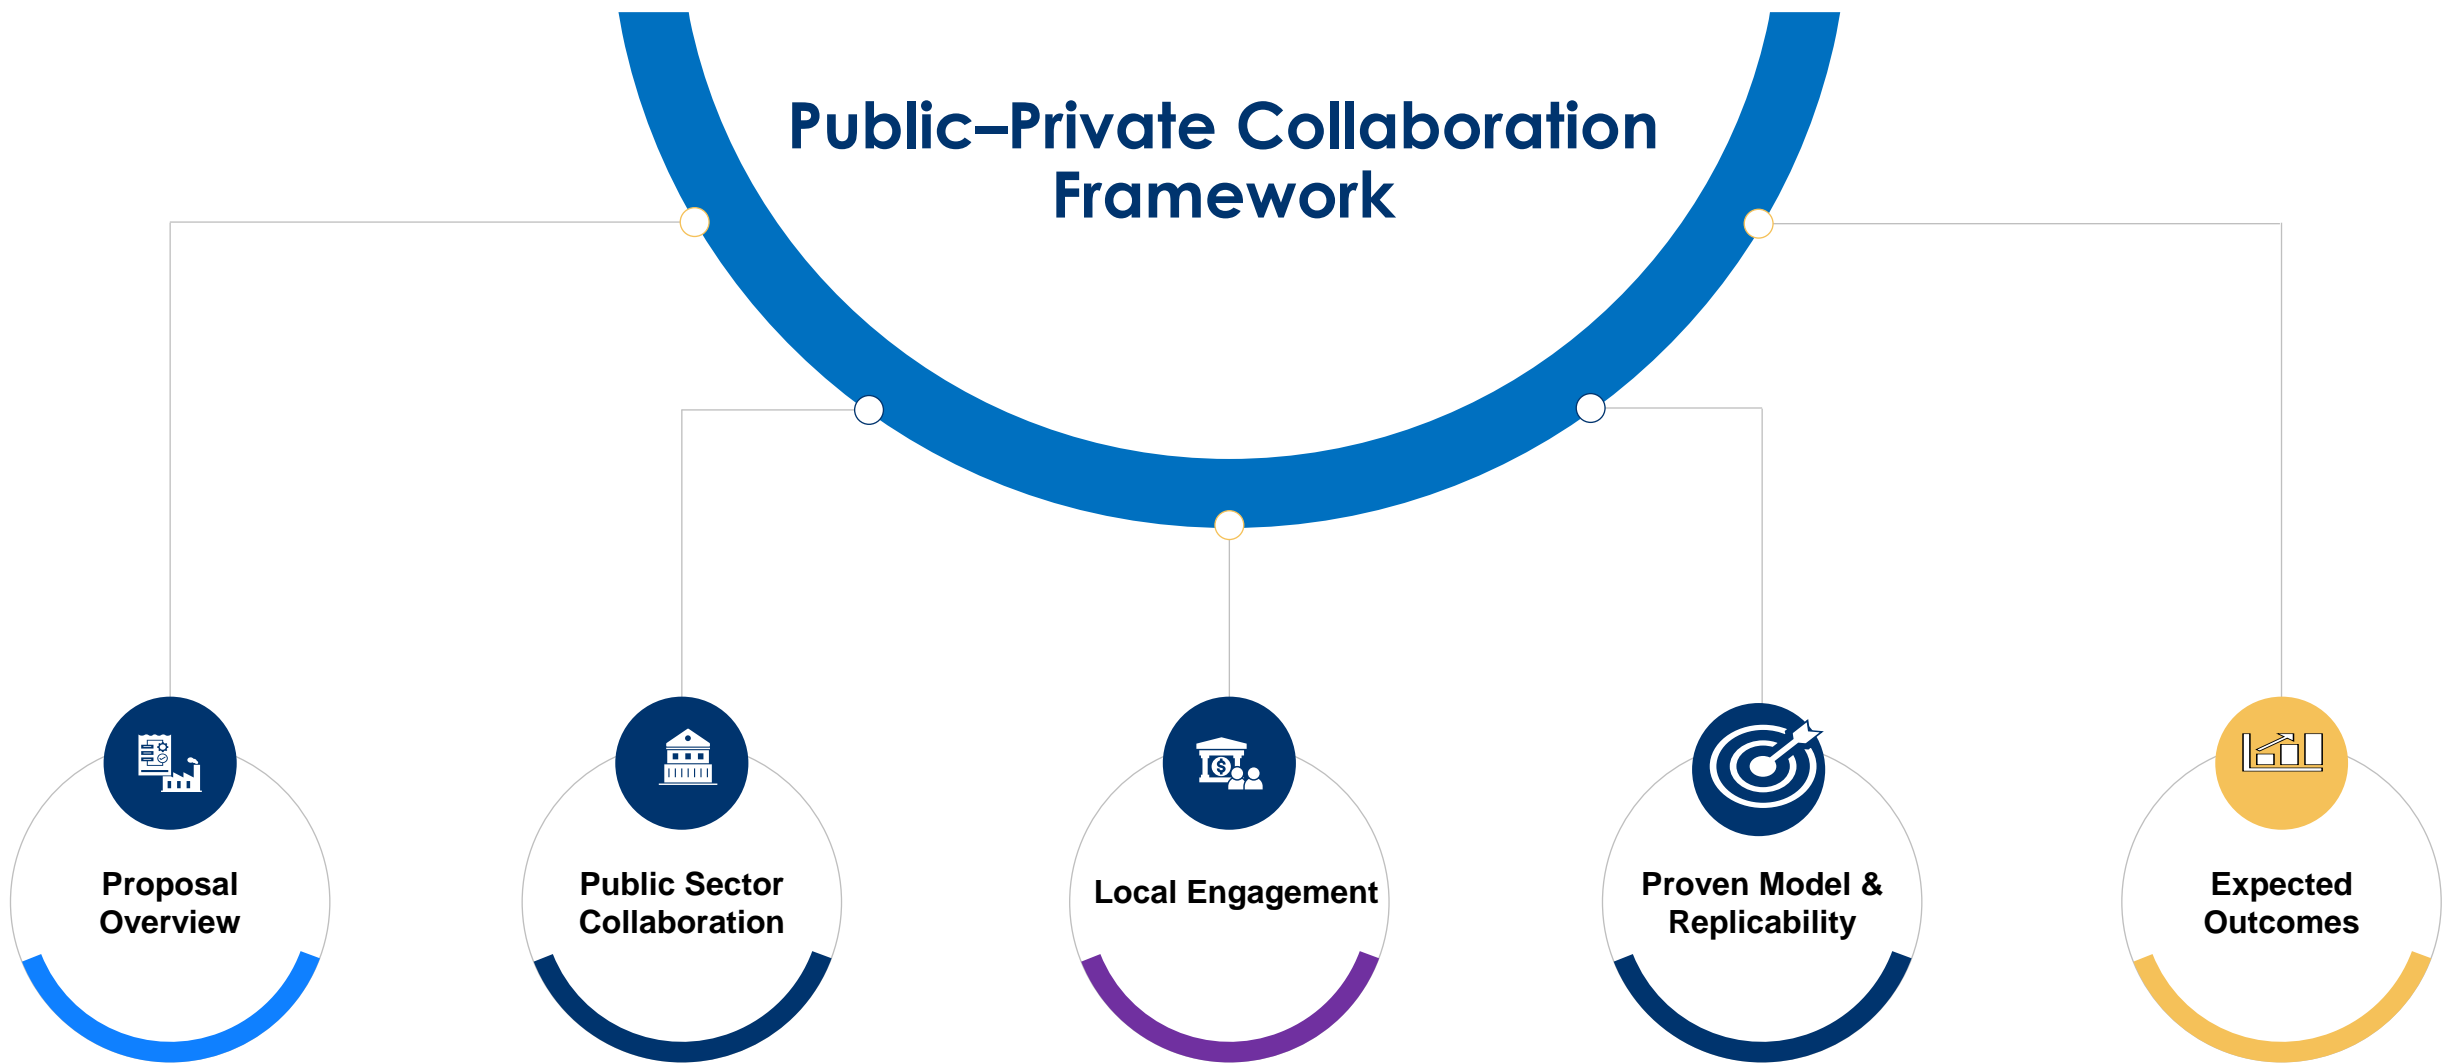 Public–Private Collaboration
Framework
Proposal
Overview
Public Sector
Collaboration
Local Engagement
Proven Model &
Replicability
Expected
Outcomes